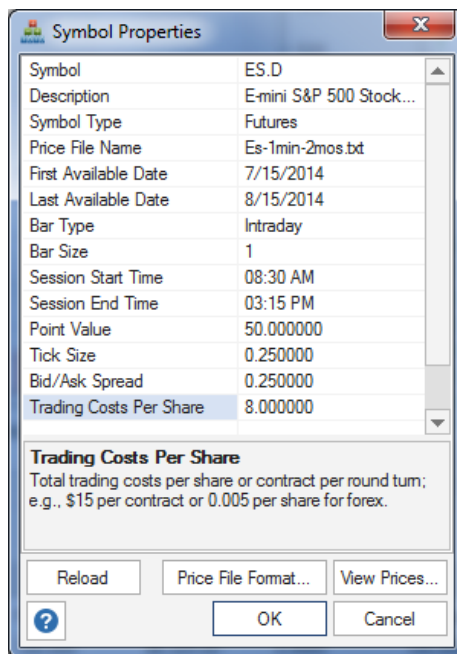 Symbol Properties
Symbol ES.D
Description E-mini S&P 500 Stock...
Symbol Type Futures
Price File Name Es-1min-2mos.txt
First Available Date 7/15/2014
Last Available Date 8/15/2014
Bar Type Intraday
Bar Size 1
Session Start Time 08:30 AM
Session End Time 03:15 PM
Point Value 50.000000
Tick Size 0.250000
Bid/Ask Spread 0.250000
Trading Costs Per Share 8.000000
Trading Costs Per Share
Total trading costs per share or contract per round turn;
e.g., $15 per contract or 0.005 per share for forex.
Reload Price File Format... View Prices...
? OK Cancel